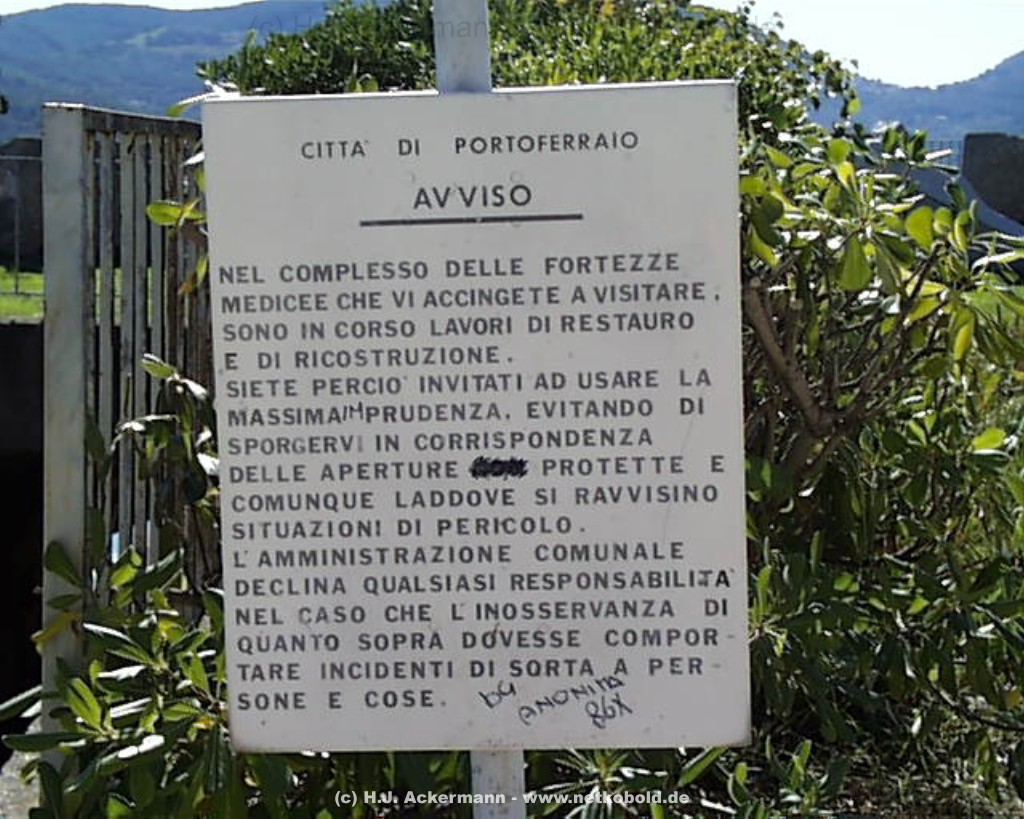 (c) H.J. Ackermann
CITTA' DI PORTOFERRAIO
AVVISO
NEL COMPLESSO DELLE FORTEZZE
MEDICEE CHE VI ACCINGETE A VISITARE,
SONO IN CORSO LAVORI DI RESTAURO
E DI RICOSTRUZIONE.
SIETE PERCIO' INVITATI AD USARE LA
MASSIMA IMPRUDENZA, EVITANDO DI
SPORGERVI IN CORRISPONDENZA
DELLE APERTURE PROTETTE E
COMUNQUE LADDOVE SI RAVVISINO
SITUAZIONI DI PERICOLO.
L'AMMINISTRAZIONE COMUNALE
DECLINA QUALSIASI RESPONSABILITA'
NEL CASO CHE L'INOSSERVANZA DI
QUANTO SOPRA DOVESSE COMPOR-
TARE INCIDENTI DI SORTA A PER-
SONE E COSE.
86X
(c) H.J. Ackermann - www.netkobold.de